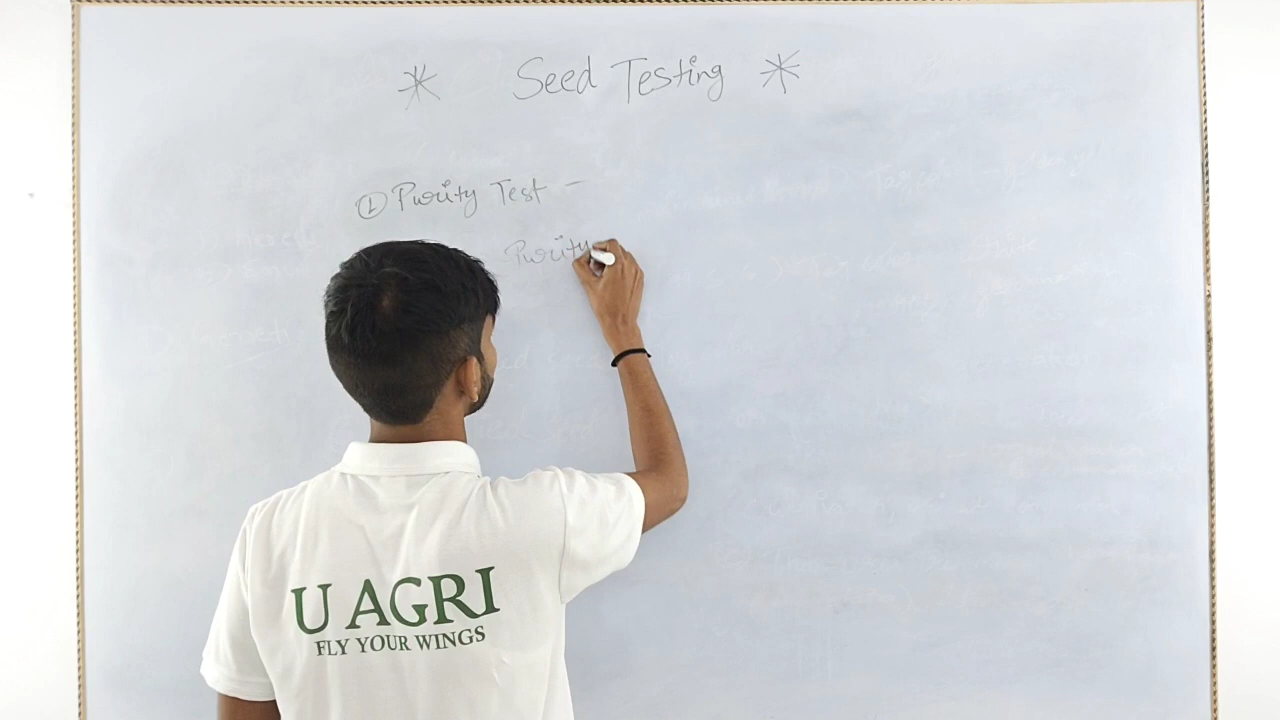 * Seed Testing *
① Purity Test -
Purity
U AGRI
FLY YOUR WINGS